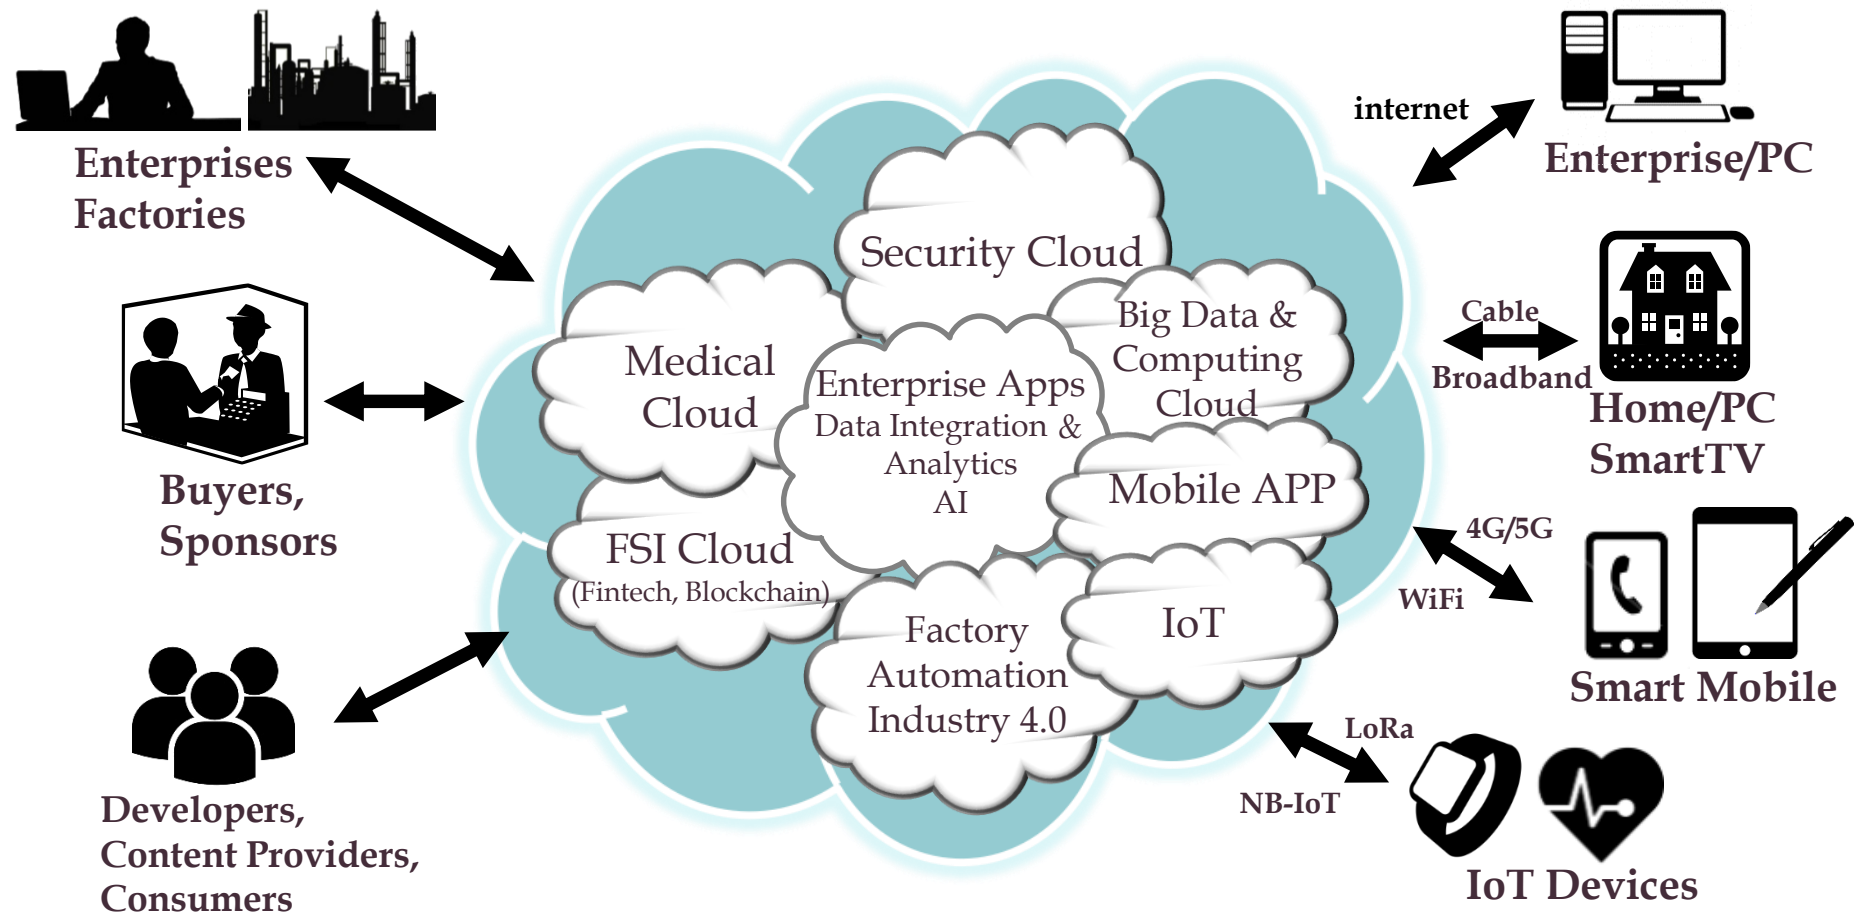 Enterprises
Factories
Buyers,
Sponsors
Developers,
Content Providers,
Consumers
Security Cloud
Medical
Cloud
Big Data &
Computing
Cloud
Enterprise Apps
Data Integration &
Analytics
AI
Mobile APP
FSI Cloud
(Fintech, Blockchain)
IoT
Factory
Automation
Industry 4.0
internet
Enterprise/PC
Cable
Broadband
Home/PC
SmartTV
4G/5G
WiFi
Smart Mobile
LoRa
NB-IoT
IoT Devices